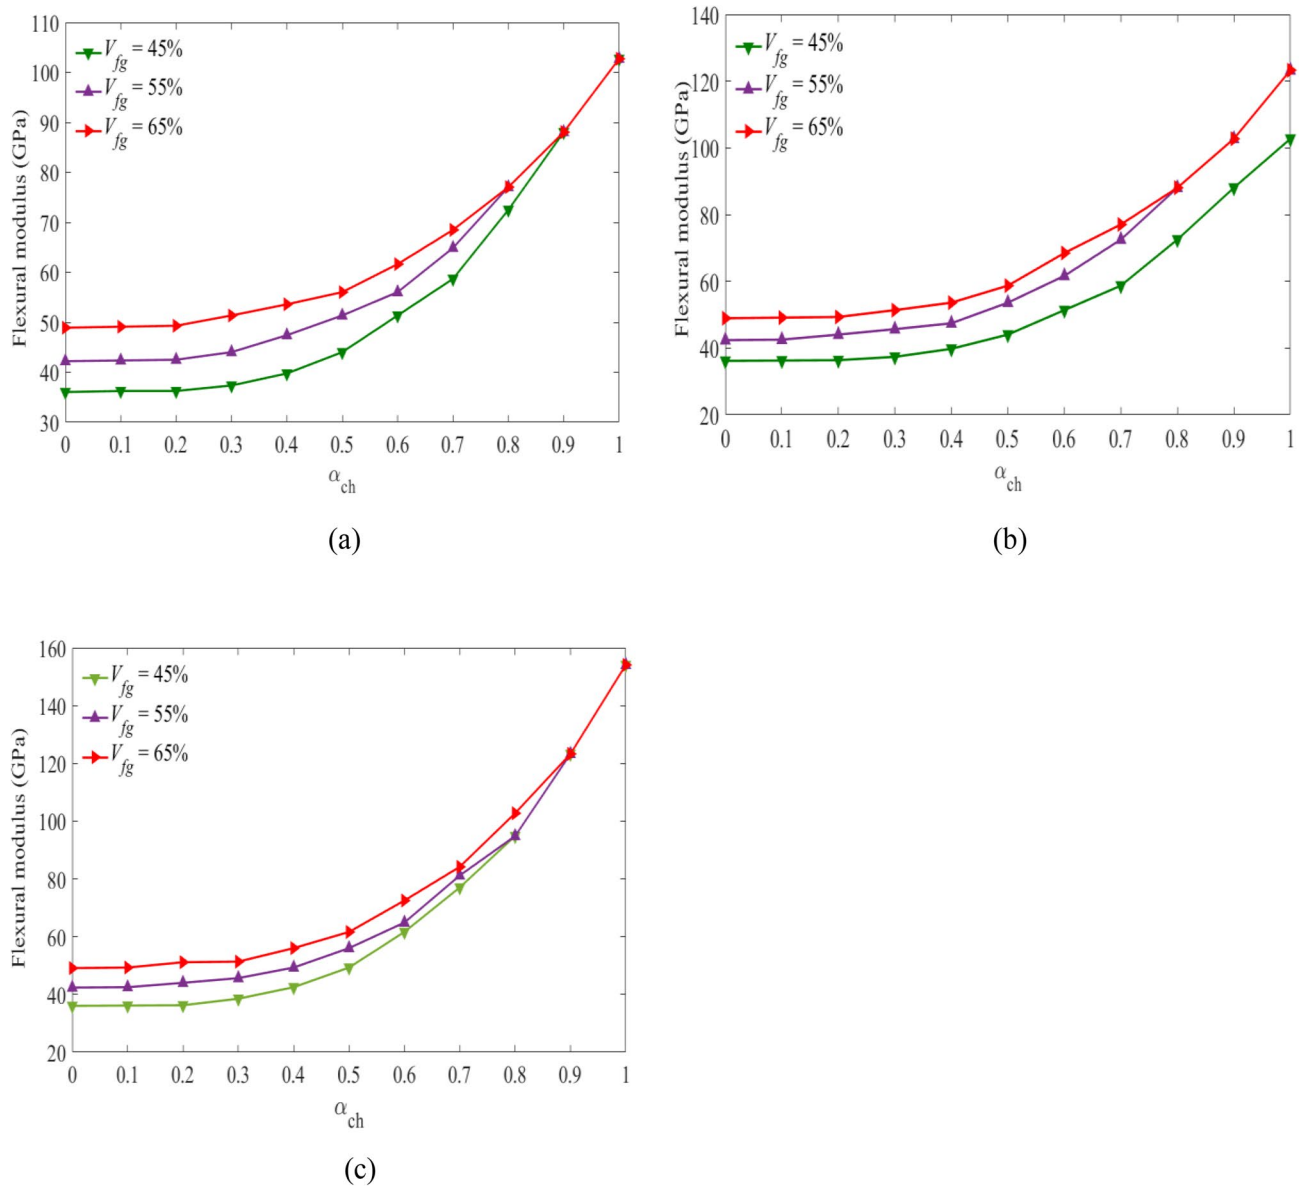 Flexural modulus (GPa)
110
100
90
80
70
60
50
40
30
V_fg = 45%
V_fg = 55%
V_fg = 65%
0 0.1 0.2 0.3 0.4 0.5 0.6 0.7 0.8 0.9 1
α_ch
(a)
Flexural modulus (GPa)
140
120
100
80
60
40
20
V_fg = 45%
V_fg = 55%
V_fg = 65%
0 0.1 0.2 0.3 0.4 0.5 0.6 0.7 0.8 0.9 1
α_ch
(b)
Flexural modulus (GPa)
160
140
120
100
80
60
40
20
V_fg = 45%
V_fg = 55%
V_fg = 65%
0 0.1 0.2 0.3 0.4 0.5 0.6 0.7 0.8 0.9 1
α_ch
(c)